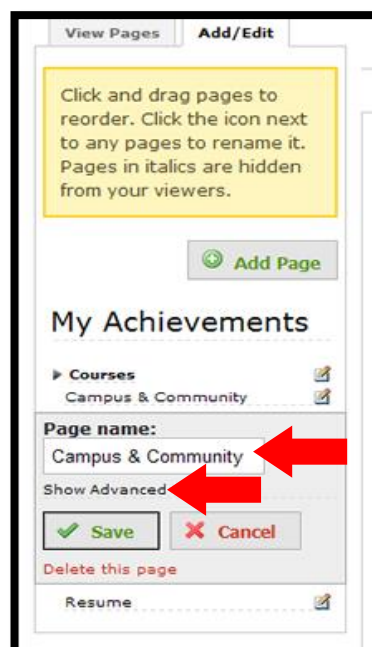 View Pages Add/Edit
Click and drag pages to
reorder. Click the icon next
to any pages to rename it.
Pages in italics are hidden
from your viewers.
Add Page
My Achievements
Courses
Campus & Community
Page name:
Campus & Community
Show Advanced
Save Cancel
Delete this page
Resume